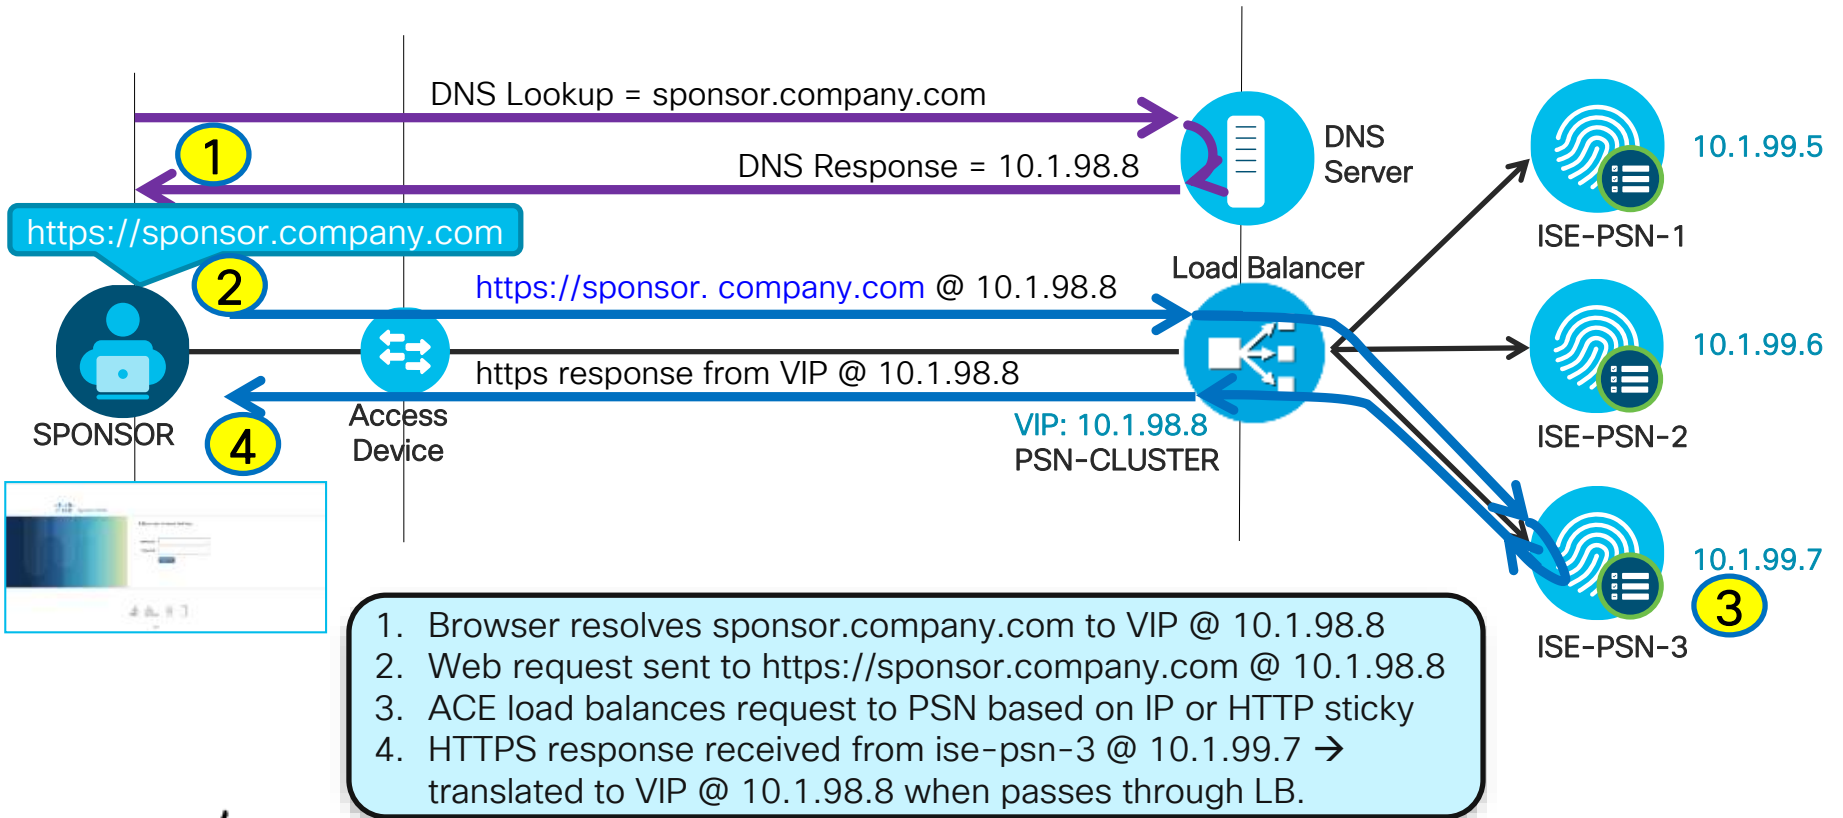 DNS Lookup = sponsor.company.com
1
DNS Response = 10.1.98.8
DNS
Server
10.1.99.5
ISE-PSN-1
https://sponsor.company.com
2
https://sponsor. company.com @ 10.1.98.8
Load Balancer
10.1.99.6
ISE-PSN-2
https response from VIP @ 10.1.98.8
SPONSOR
4
Access
Device
VIP: 10.1.98.8
PSN-CLUSTER
10.1.99.7
3
ISE-PSN-3
1. Browser resolves sponsor.company.com to VIP @ 10.1.98.8
2. Web request sent to https://sponsor.company.com @ 10.1.98.8
3. ACE load balances request to PSN based on IP or HTTP sticky
4. HTTPS response received from ise-psn-3 @ 10.1.99.7 →
translated to VIP @ 10.1.98.8 when passes through LB.